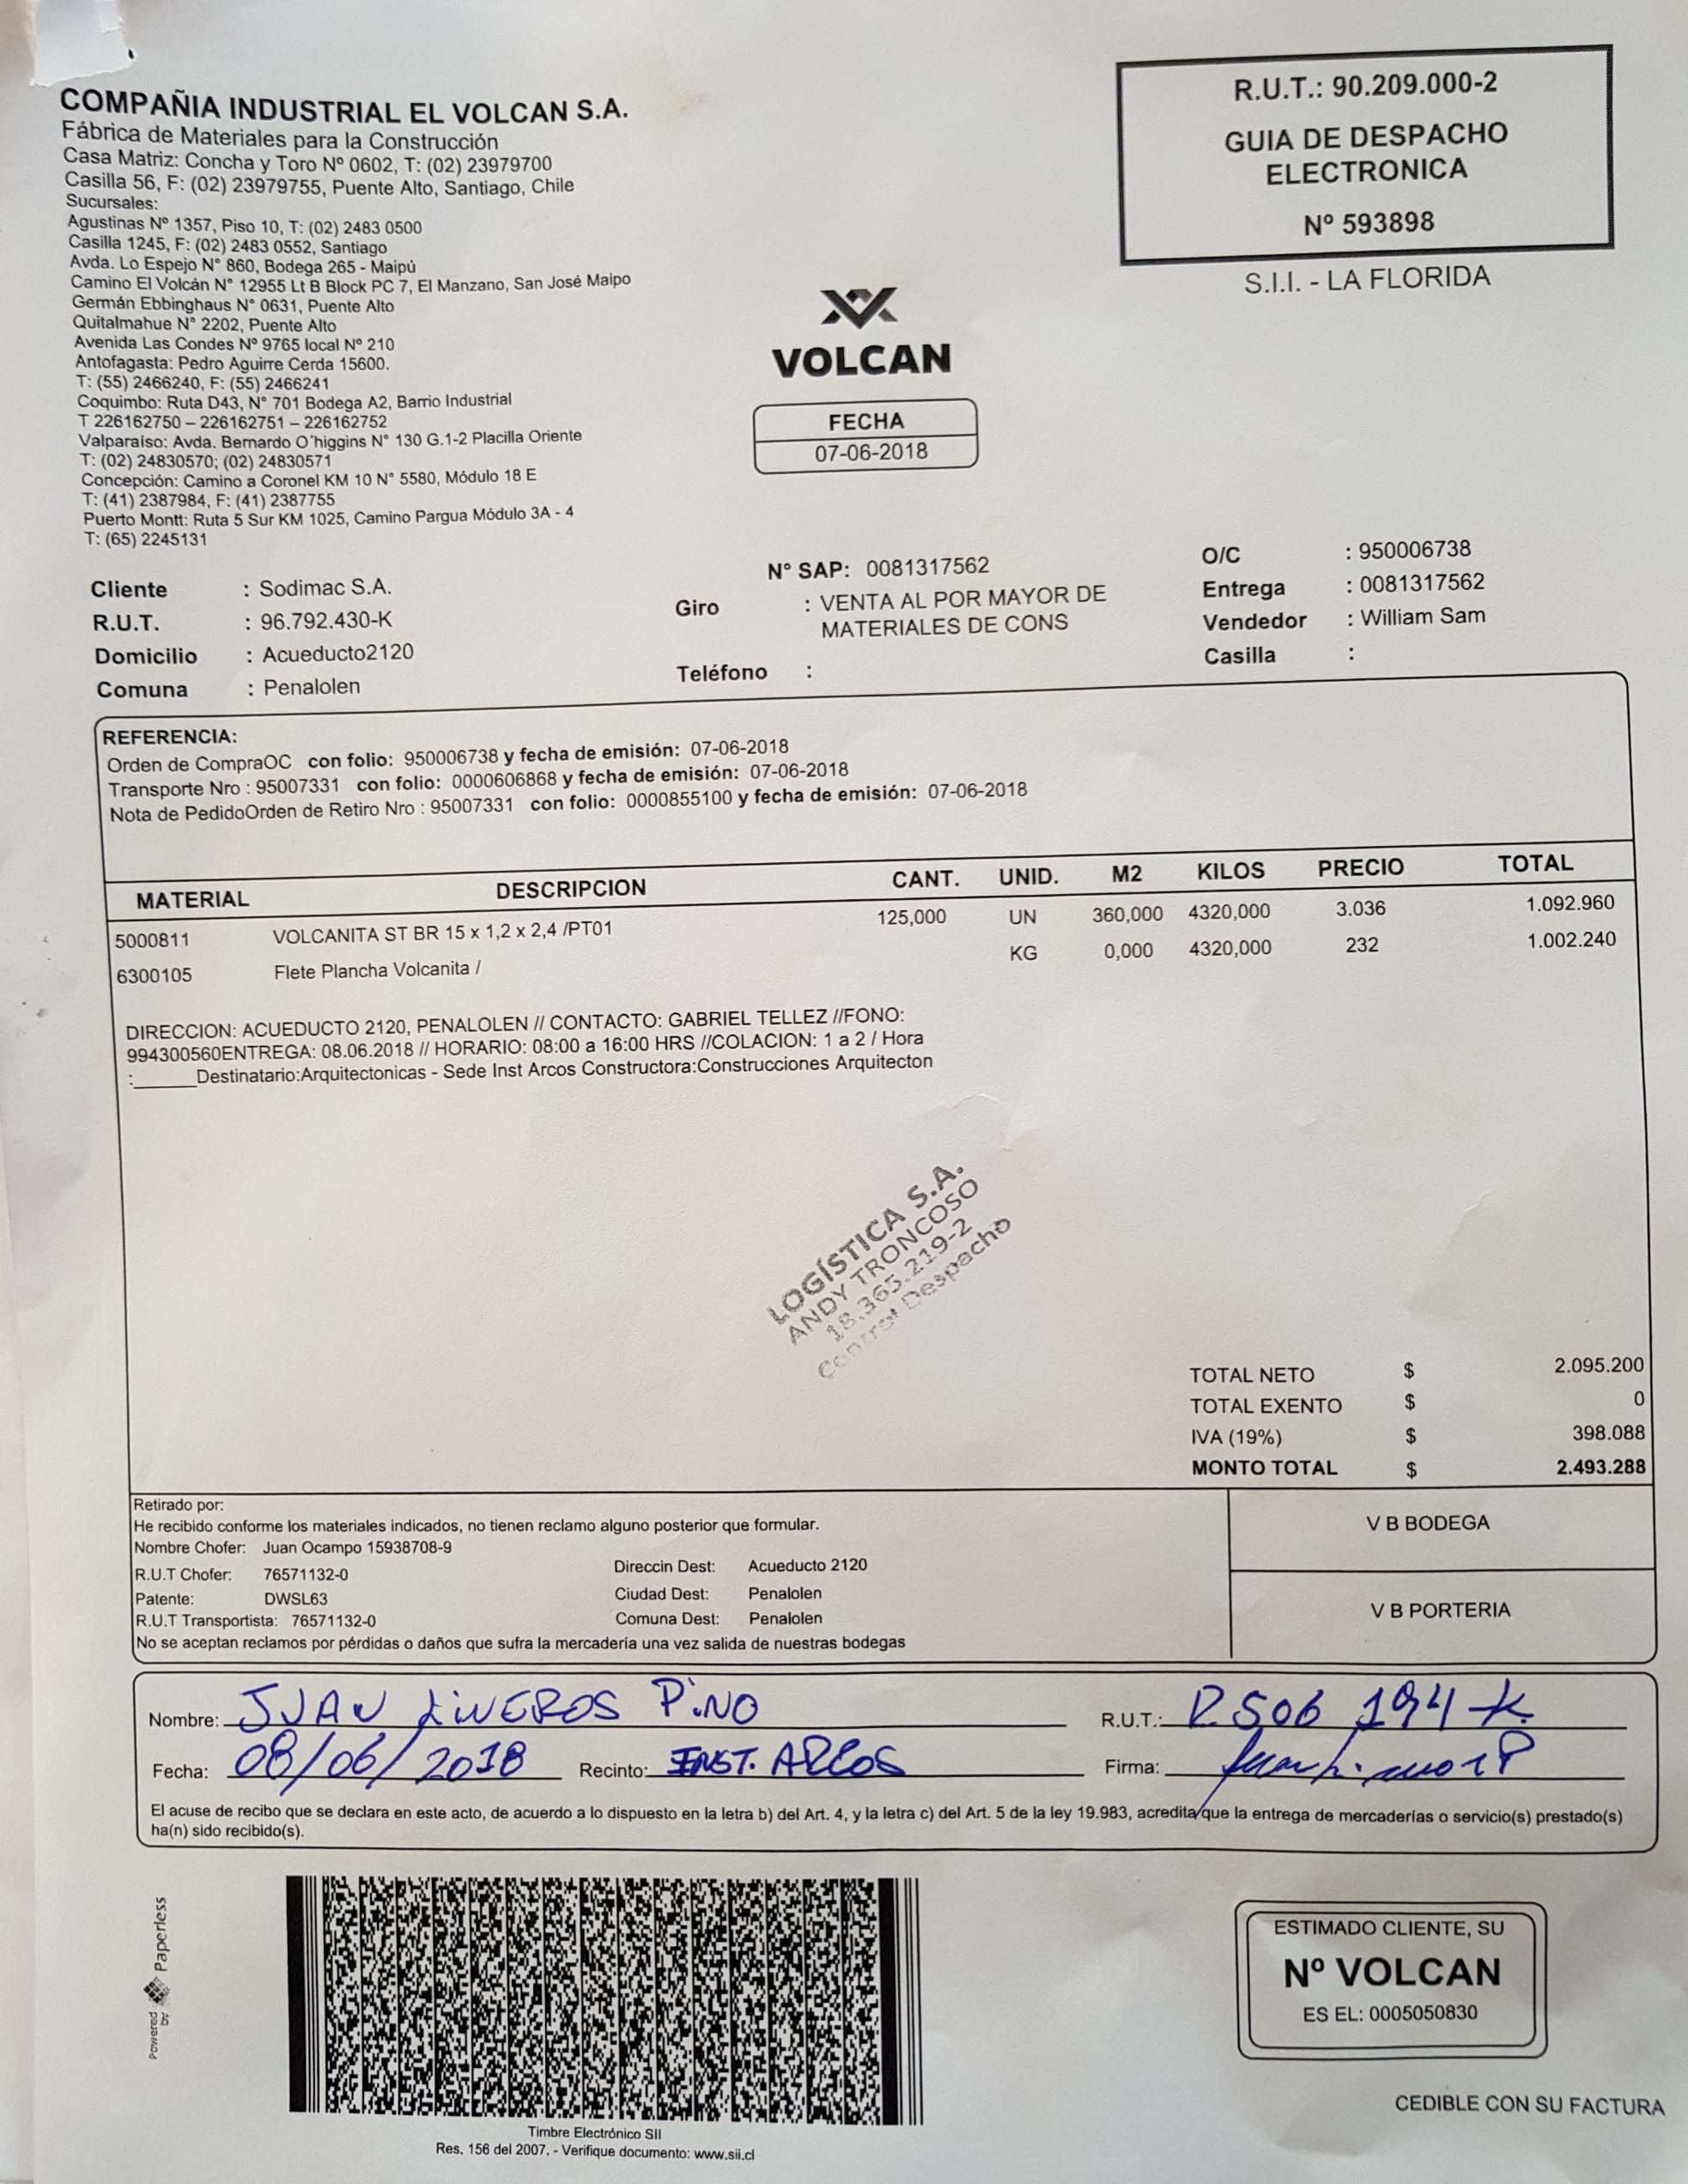 COMPAÑIA INDUSTRIAL EL VOLCAN S.A.
Fábrica de Materiales para la Construcción
Casa Matriz: Concha y Toro Nº 0602, T: (02) 23979700
Casilla 56, F: (02) 23979755, Puente Alto, Santiago, Chile
Sucursales:
Agustinas Nº 1357, Piso 10, T: (02) 2483 0500
Casilla 1245, F: (02) 2483 0552, Santiago
Avda. Lo Espejo N° 860, Bodega 265 - Maipú
Camino El Volcán N° 12955 Lt B Block PC 7, El Manzano, San José Maipo
Germán Ebbinghaus N° 0631, Puente Alto
Quitalmahue N° 2202, Puente Alto
Avenida Las Condes Nº 9765 local Nº 210
Antofagasta: Pedro Aguirre Cerda 15600.
T: (55) 2466240, F: (55) 2466241
Coquimbo: Ruta D43, N° 701 Bodega A2, Barrio Industrial
T 226162750 – 226162751 – 226162752
Valparaiso: Avda. Bernardo O´higgins N° 130 G.1-2 Placilla Oriente
T: (02) 24830570; (02) 24830571
Concepción: Camino a Coronel KM 10 N° 5580, Módulo 18 E
T: (41) 2387984, F: (41) 2387755
Puerto Montt: Ruta 5 Sur KM 1025, Camino Pargua Módulo 3A - 4
T: (65) 2245131
R.U.T.: 90.209.000-2
GUIA DE DESPACHO
ELECTRONICA
Nº 593898
S.I.I. - LA FLORIDA
VOLCAN
FECHA
07-06-2018
Cliente : Sodimac S.A.
R.U.T. : 96.792.430-K
Domicilio : Acueducto2120
Comuna : Penalolen
N° SAP: 0081317562
Giro : VENTA AL POR MAYOR DE
MATERIALES DE CONS
Teléfono :
O/C : 950006738
Entrega : 0081317562
Vendedor : William Sam
Casilla :
REFERENCIA:
Orden de CompraOC con folio: 950006738 y fecha de emisión: 07-06-2018
Transporte Nro : 95007331 con folio: 0000606868 y fecha de emisión: 07-06-2018
Nota de PedidoOrden de Retiro Nro : 95007331 con folio: 0000855100 y fecha de emisión: 07-06-2018
MATERIAL DESCRIPCION CANT. UNID. M2 KILOS PRECIO TOTAL
5000811 VOLCANITA ST BR 15 x 1,2 x 2,4 /PT01 125,000 UN 360,000 4320,000 3.036 1.092.960
6300105 Flete Plancha Volcanita / KG 0,000 4320,000 232 1.002.240
DIRECCION: ACUEDUCTO 2120, PENALOLEN // CONTACTO: GABRIEL TELLEZ //FONO:
994300560ENTREGA: 08.06.2018 // HORARIO: 08:00 a 16:00 HRS //COLACION: 1 a 2 / Hora
:______Destinatario:Arquitectonicas - Sede Inst Arcos Constructora:Construcciones Arquitecton
LOGÍSTICA S.A.
ANDY TRONCOSO
18.365.219-2
Control Despacho
TOTAL NETO $ 2.095.200
TOTAL EXENTO $ 0
IVA (19%) $ 398.088
MONTO TOTAL $ 2.493.288
Retirado por:
He recibido conforme los materiales indicados, no tienen reclamo alguno posterior que formular.
Nombre Chofer: Juan Ocampo 15938708-9
R.U.T Chofer: 76571132-0
Patente: DWSL63
R.U.T Transportista: 76571132-0
Direccin Dest: Acueducto 2120
Ciudad Dest: Penalolen
Comuna Dest: Penalolen
No se aceptan reclamos por pérdidas o daños que sufra la mercadería una vez salida de nuestras bodegas
V B BODEGA
V B PORTERIA
Nombre: JUAN LIVEROS PiNO R.U.T.: 506 194 K
Fecha: 08/06/2018 Recinto: INST. ARCOS Firma:
El acuse de recibo que se declara en este acto, de acuerdo a lo dispuesto en la letra b) del Art. 4, y la letra c) del Art. 5 de la ley 19.983, acredita que la entrega de mercaderías o servicio(s) prestado(s)
ha(n) sido recibido(s).
Powered by Paperless
Timbre Electrónico SII
Res. 156 del 2007. - Verifique documento: www.sii.cl
ESTIMADO CLIENTE, SU
Nº VOLCAN
ES EL: 0005050830
CEDIBLE CON SU FACTURA